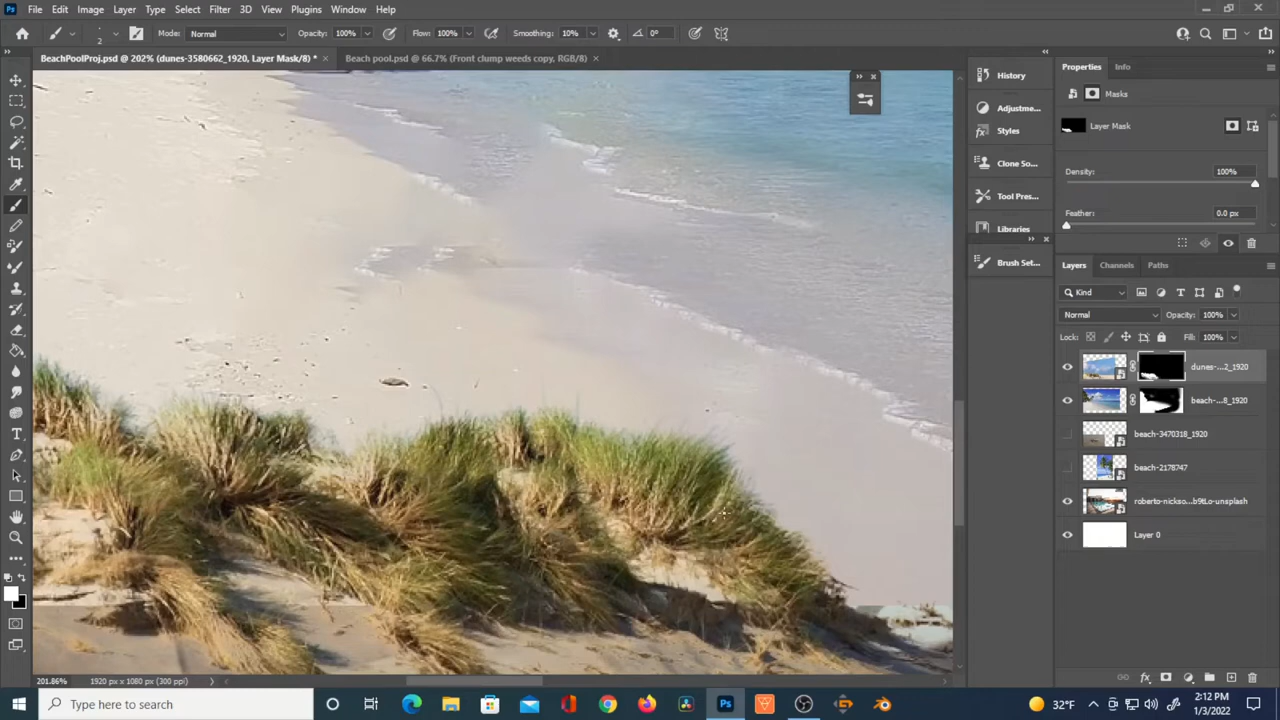 Ps File Edit Image Layer Type Select Filter 3D View Plugins Window Help
2 Mode: Normal Opacity: 100% Flow: 100% Smoothing: 10% 0°
BeachPoolProj.psd @ 202% (dunes-3580662_1920, Layer Mask/8) * × Beach pool.psd @ 66.7% (Front clump weeds copy, RGB/8) ×
History
Adjustme...
Styles
Clone So...
Tool Pres...
Libraries
Brush Set...
Properties Info
Masks
Layer Mask
Density: 100%
Feather: 0.0 px
Layers Channels Paths
Kind
Normal Opacity: 100%
Lock: Fill: 100%
dunes-...2_1920
beach-...8_1920
beach-3470318_1920
beach-2178747
roberto-nickso...b9tLo-unsplash
Layer 0
201.86% 1920 px x 1080 px (300 ppi)
Type here to search
Ps
32°F
2:12 PM
1/3/2022